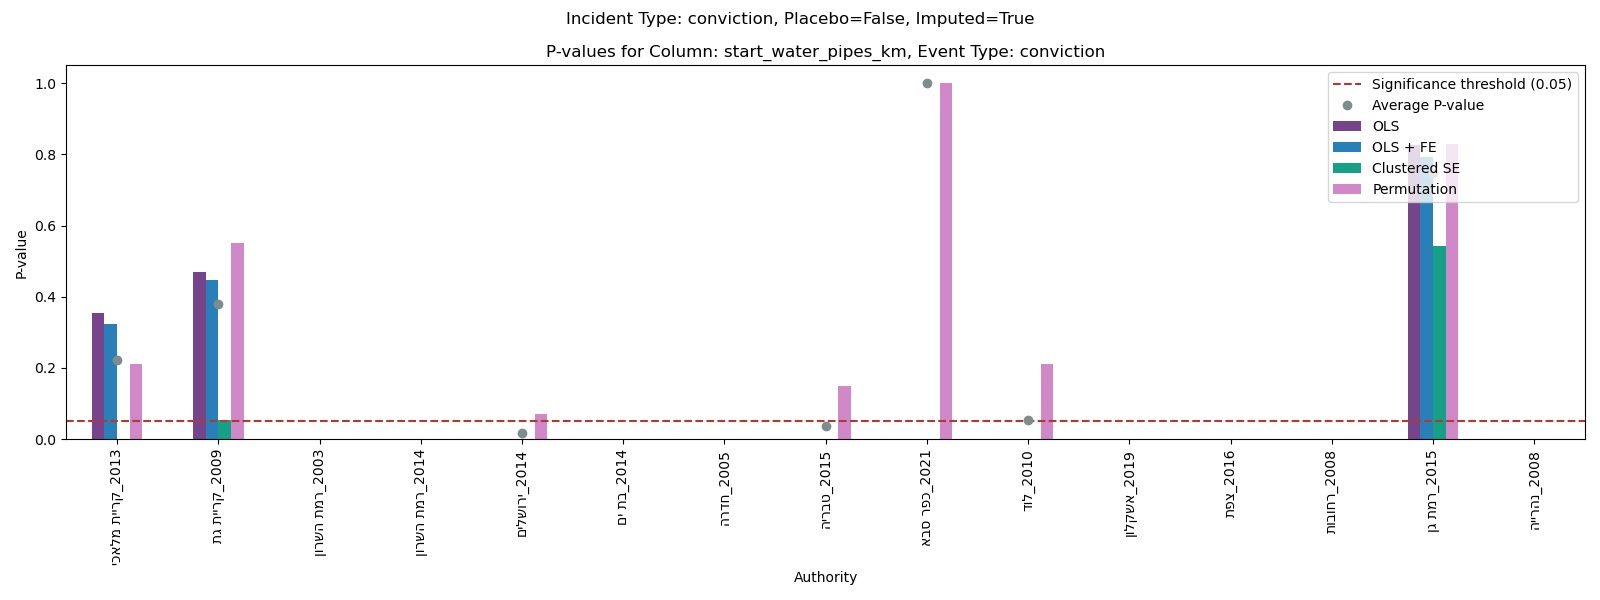 Incident Type: conviction, Placebo=False, Imputed=True
P-values for Column: start_water_pipes_km, Event Type: conviction
P-value
1.0
0.8
0.6
0.4
0.2
0.0
Significance threshold (0.05)
Average P-value
OLS
OLS + FE
Clustered SE
Permutation
קריית מלאכי_2013
קריית גת_2009
רמת השרון_2003
רמת השרון_2014
ירושלים_2014
בת ים_2014
חדרה_2005
טבריה_2015
כפר סבא_2021
לוד_2010
אשקלון_2019
צפת_2016
רחובות_2008
רמת גן_2015
נהרייה_2008
Authority